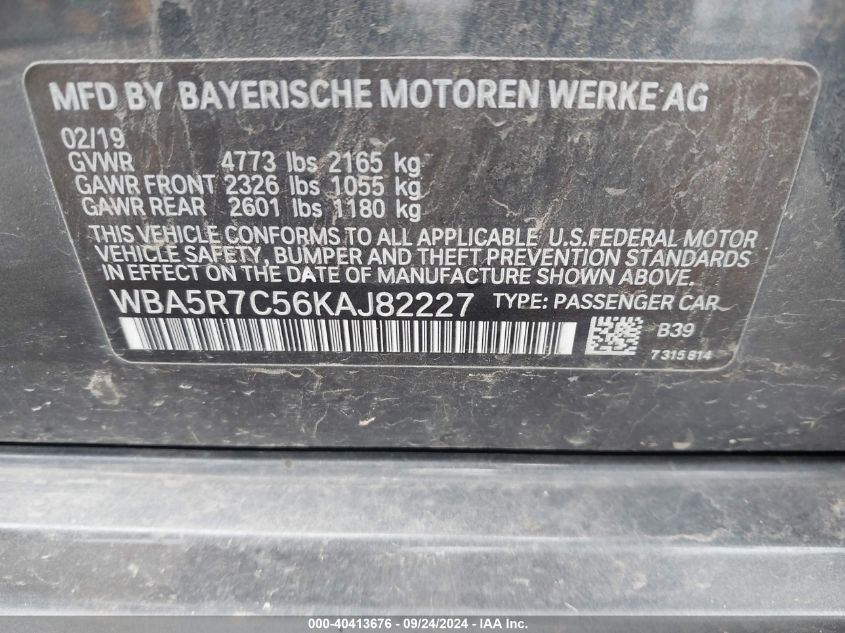 MFD BY BAYERISCHE MOTOREN WERKE AG
02/19
GVWR 4773 lbs 2165 kg
GAWR FRONT 2326 lbs 1055 kg
GAWR REAR 2601 lbs 1180 kg
THIS VEHICLE CONFORMS TO ALL APPLICABLE U.S.FEDERAL MOTOR
VEHICLE SAFETY, BUMPER AND THEFT PREVENTION STANDARDS
IN EFFECT ON THE DATE OF MANUFACTURE SHOWN ABOVE.
WBA5R7C56KAJ82227 TYPE: PASSENGER CAR
B39
7315814
000-40413676 - 09/24/2024 - IAA Inc.